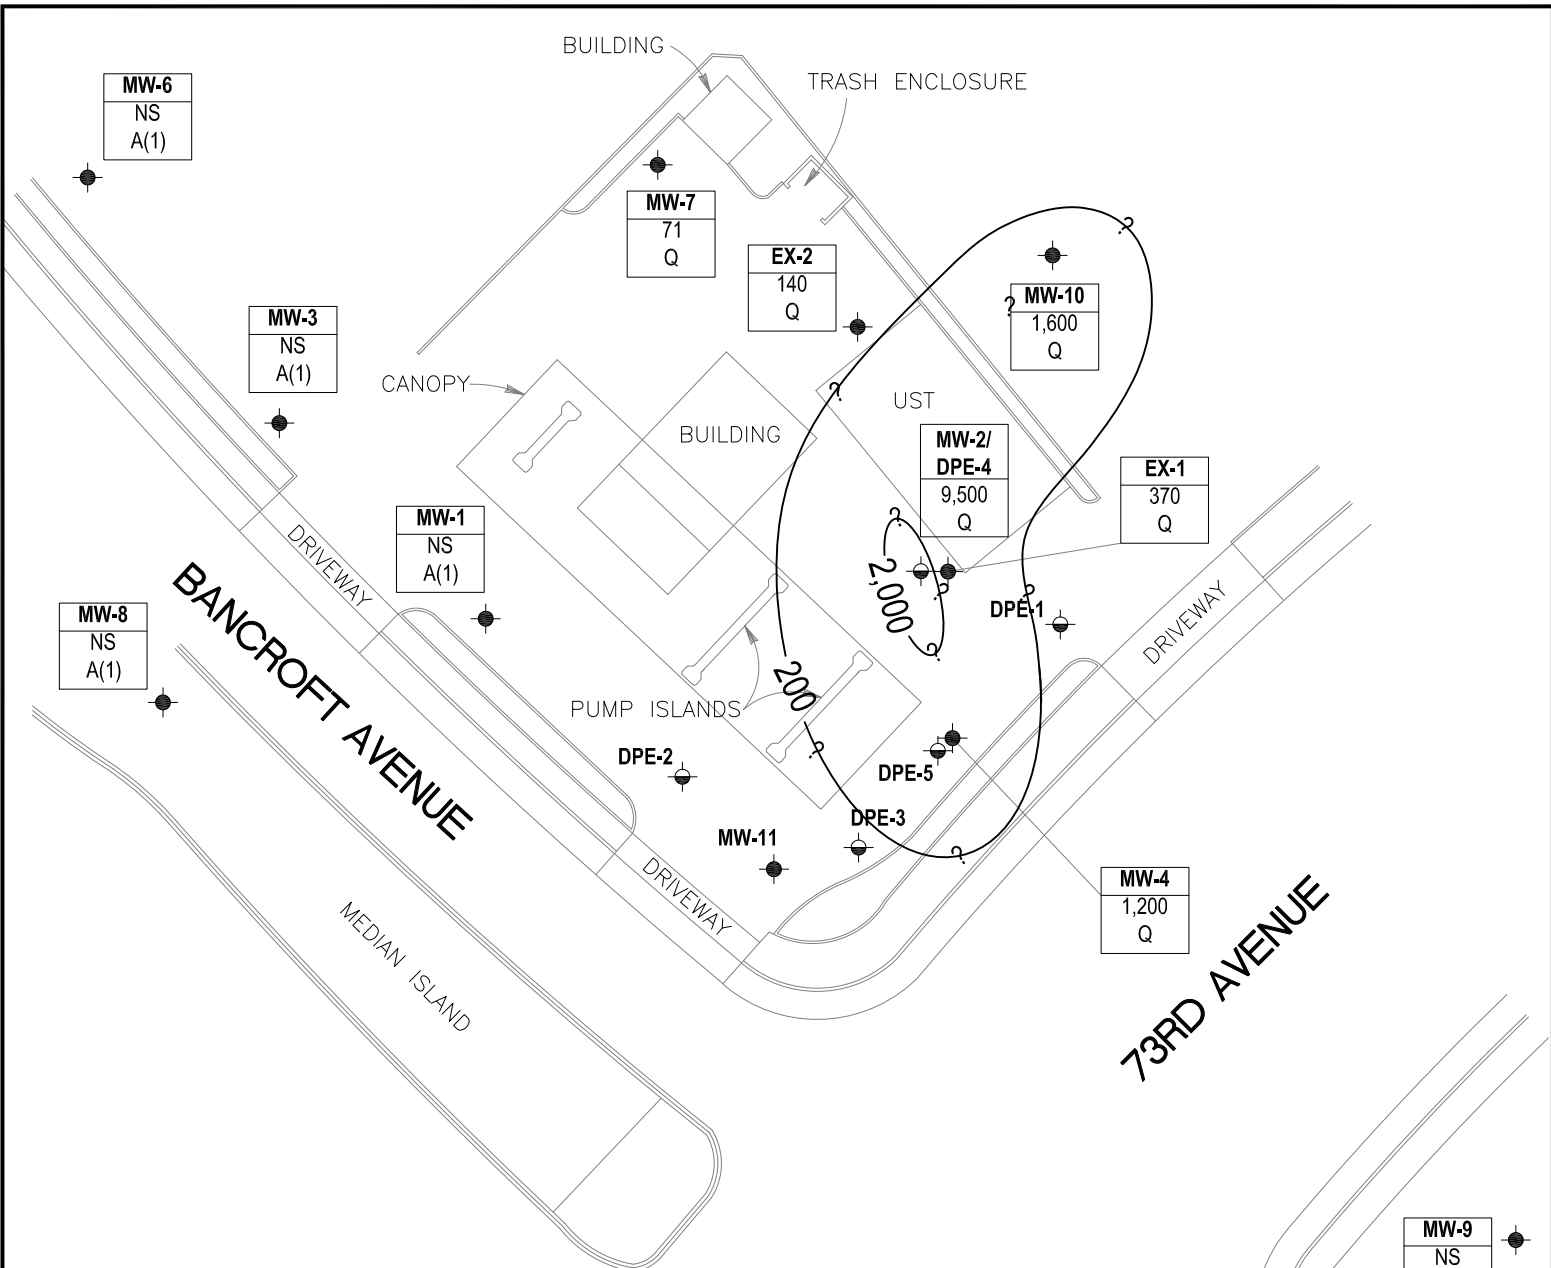 BUILDING
TRASH ENCLOSURE
MW-6
NS
A(1)
MW-7
71
Q
EX-2
140
Q
?
MW-10
1,600
Q
?
MW-3
NS
A(1)
CANOPY
?
UST
BUILDING
MW-2/
DPE-4
9,500
Q
EX-1
370
Q
MW-1
NS
A(1)
?
DRIVEWAY
2,000
?
?
DPE-1
?
DRIVEWAY
MW-8
NS
A(1)
BANCROFT AVENUE
200
PUMP ISLANDS
?
DPE-2
DPE-5
DPE-3
MW-11
?
DRIVEWAY
MW-4
1,200
Q
MEDIAN ISLAND
73RD AVENUE
MW-9
NS